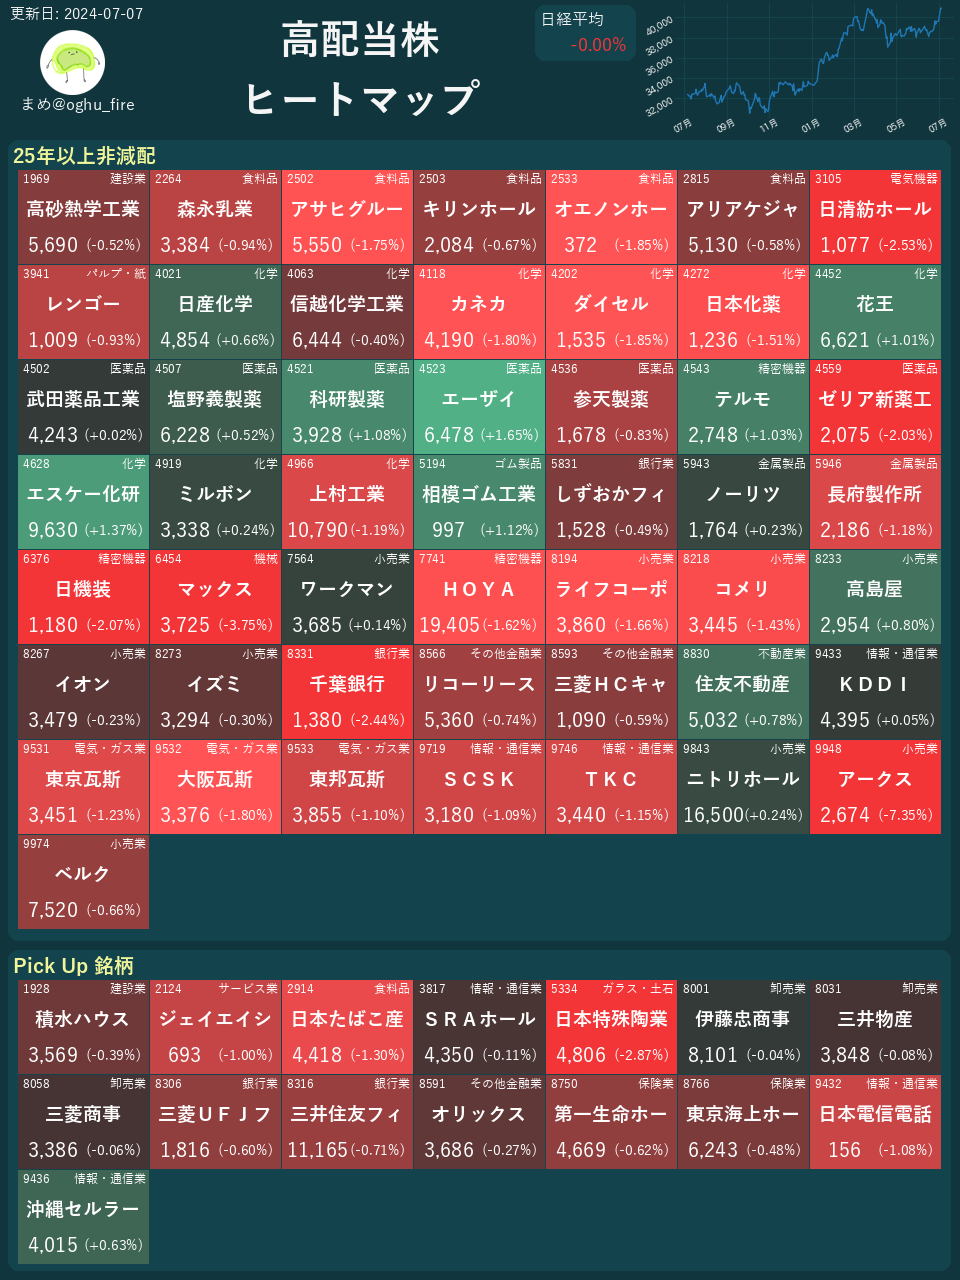 更新日: 2024-07-07
まめ@oghu_fire
高配当株
ヒートマップ
日経平均
-0.00%
40,000
38,000
36,000
34,000
32,000
07月 09月 11月 01月 03月 05月 07月
25年以上非減配
1969 建設業 2264 食料品 2502 食料品 2503 食料品 2533 食料品 2815 食料品 3105 電気機器
高砂熱学工業 森永乳業 アサヒグルー キリンホール オエノンホー アリアケジャ 日清紡ホール
5,690 (-0.52%) 3,384 (-0.94%) 5,550 (-1.75%) 2,084 (-0.67%) 372 (-1.85%) 5,130 (-0.58%) 1,077 (-2.53%)
3941 パルプ・紙 4021 化学 4063 化学 4118 化学 4202 化学 4272 化学 4452 化学
レンゴー 日産化学 信越化学工業 カネカ ダイセル 日本化薬 花王
1,009 (-0.93%) 4,854 (+0.66%) 6,444 (-0.40%) 4,190 (-1.80%) 1,535 (-1.85%) 1,236 (-1.51%) 6,621 (+1.01%)
4502 医薬品 4507 医薬品 4521 医薬品 4523 医薬品 4536 医薬品 4543 精密機器 4559 医薬品
武田薬品工業 塩野義製薬 科研製薬 エーザイ 参天製薬 テルモ ゼリア新薬工
4,243 (+0.02%) 6,228 (+0.52%) 3,928 (+1.08%) 6,478 (+1.65%) 1,678 (-0.83%) 2,748 (+1.03%) 2,075 (-2.03%)
4628 化学 4919 化学 4966 化学 5194 ゴム製品 5831 銀行業 5943 金属製品 5946 金属製品
エスケー化研 ミルボン 上村工業 相模ゴム工業 しずおかフィ ノーリツ 長府製作所
9,630 (+1.37%) 3,338 (+0.24%) 10,790 (-1.19%) 997 (+1.12%) 1,528 (-0.49%) 1,764 (+0.23%) 2,186 (-1.18%)
6376 精密機器 6454 機械 7564 小売業 7741 精密機器 8194 小売業 8218 小売業 8233 小売業
日機装 マックス ワークマン ＨＯＹＡ ライフコーポ コメリ 高島屋
1,180 (-2.07%) 3,725 (-3.75%) 3,685 (+0.14%) 19,405 (-1.62%) 3,860 (-1.66%) 3,445 (-1.43%) 2,954 (+0.80%)
8267 小売業 8273 小売業 8331 銀行業 8566 その他金融業 8593 その他金融業 8830 不動産業 9433 情報・通信業
イオン イズミ 千葉銀行 リコーリース 三菱ＨＣキャ 住友不動産 ＫＤＤＩ
3,479 (-0.23%) 3,294 (-0.30%) 1,380 (-2.44%) 5,360 (-0.74%) 1,090 (-0.59%) 5,032 (+0.78%) 4,395 (+0.05%)
9531 電気・ガス業 9532 電気・ガス業 9533 電気・ガス業 9719 情報・通信業 9746 情報・通信業 9843 小売業 9948 小売業
東京瓦斯 大阪瓦斯 東邦瓦斯 ＳＣＳＫ ＴＫＣ ニトリホール アークス
3,451 (-1.23%) 3,376 (-1.80%) 3,855 (-1.10%) 3,180 (-1.09%) 3,440 (-1.15%) 16,500 (+0.24%) 2,674 (-7.35%)
9974 小売業
ベルク
7,520 (-0.66%)
Pick Up 銘柄
1928 建設業 2124 サービス業 2914 食料品 3817 情報・通信業 5334 ガラス・土石 8001 卸売業 8031 卸売業
積水ハウス ジェイエイシ 日本たばこ産 ＳＲＡホール 日本特殊陶業 伊藤忠商事 三井物産
3,569 (-0.39%) 693 (-1.00%) 4,418 (-1.30%) 4,350 (-0.11%) 4,806 (-2.87%) 8,101 (-0.04%) 3,848 (-0.08%)
8058 卸売業 8306 銀行業 8316 銀行業 8591 その他金融業 8750 保険業 8766 保険業 9432 情報・通信業
三菱商事 三菱ＵＦＪフ 三井住友フィ オリックス 第一生命ホー 東京海上ホー 日本電信電話
3,386 (-0.06%) 1,816 (-0.60%) 11,165 (-0.71%) 3,686 (-0.27%) 4,669 (-0.62%) 6,243 (-0.48%) 156 (-1.08%)
9436 情報・通信業
沖縄セルラー
4,015 (+0.63%)